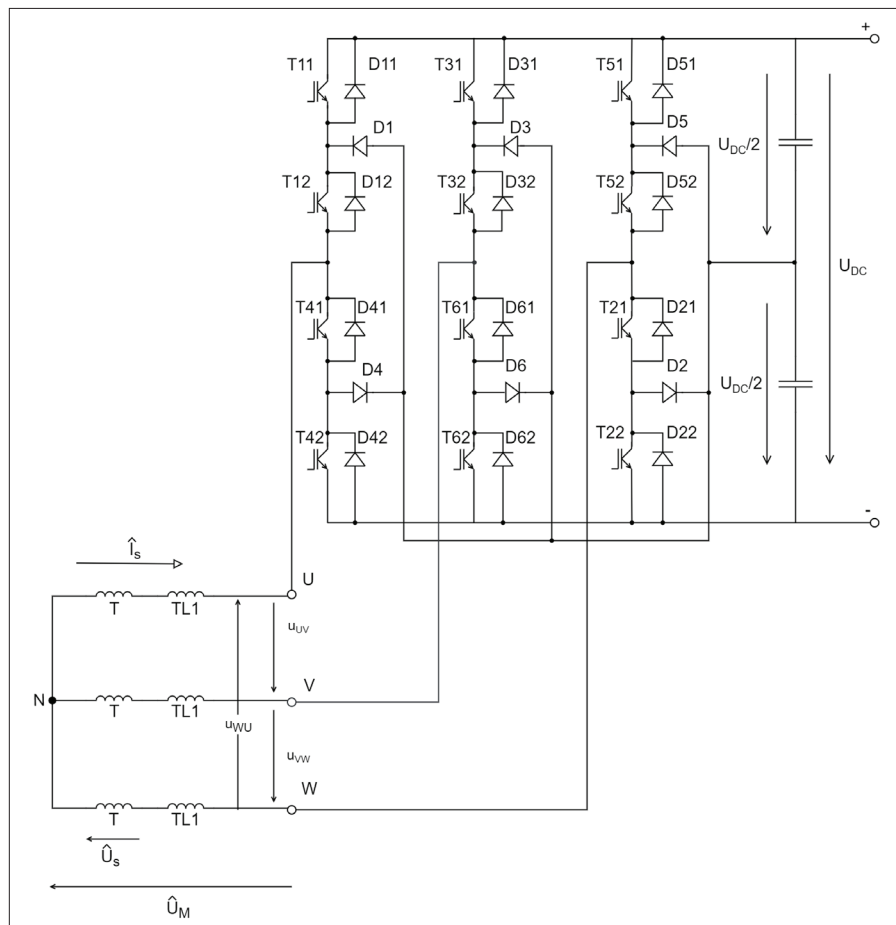 +
T11 D11 T31 D31 T51 D51
D1 D3 D5
U_DC/2
T12 D12 T32 D32 T52 D52
U_DC
T41 D41 T61 D61 T21 D21
D4 D6 D2
U_DC/2
T42 D42 T62 D62 T22 D22
-
Î_s
U
T TL1
u_UV
V
N
T TL1
u_WU
u_VW
W
T TL1
Û_s
Û_M